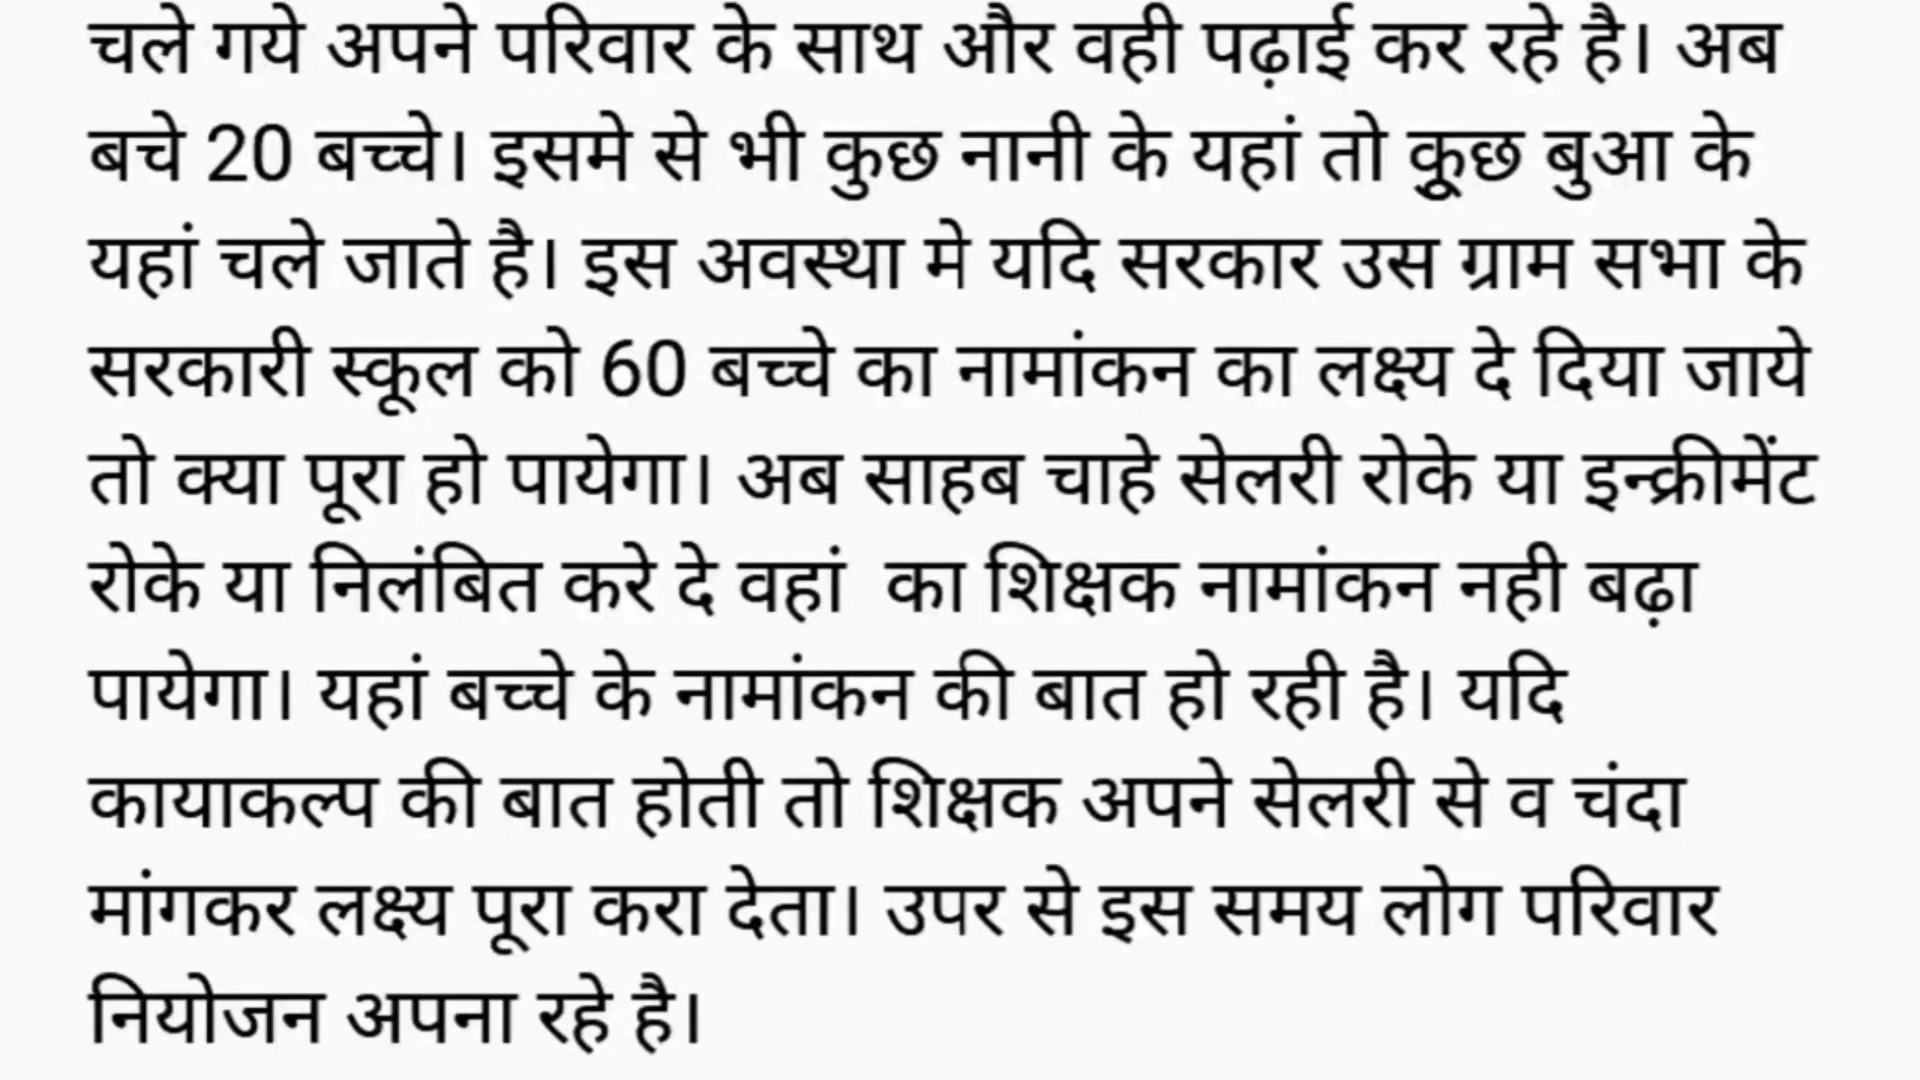 चले गये अपने परिवार के साथ और वही पढ़ाई कर रहे है। अब
बचे 20 बच्चे। इसमे से भी कुछ नानी के यहां तो कुूछ बुआ के
यहां चले जाते है। इस अवस्था मे यदि सरकार उस ग्राम सभा के
सरकारी स्कूल को 60 बच्चे का नामांकन का लक्ष्य दे दिया जाये
तो क्या पूरा हो पायेगा। अब साहब चाहे सेलरी रोके या इन्क्रीमेंट
रोके या निलंबित करे दे वहां  का शिक्षक नामांकन नही बढ़ा
पायेगा। यहां बच्चे के नामांकन की बात हो रही है। यदि
कायाकल्प की बात होती तो शिक्षक अपने सेलरी से व चंदा
मांगकर लक्ष्य पूरा करा देता। उपर से इस समय लोग परिवार
नियोजन अपना रहे है।